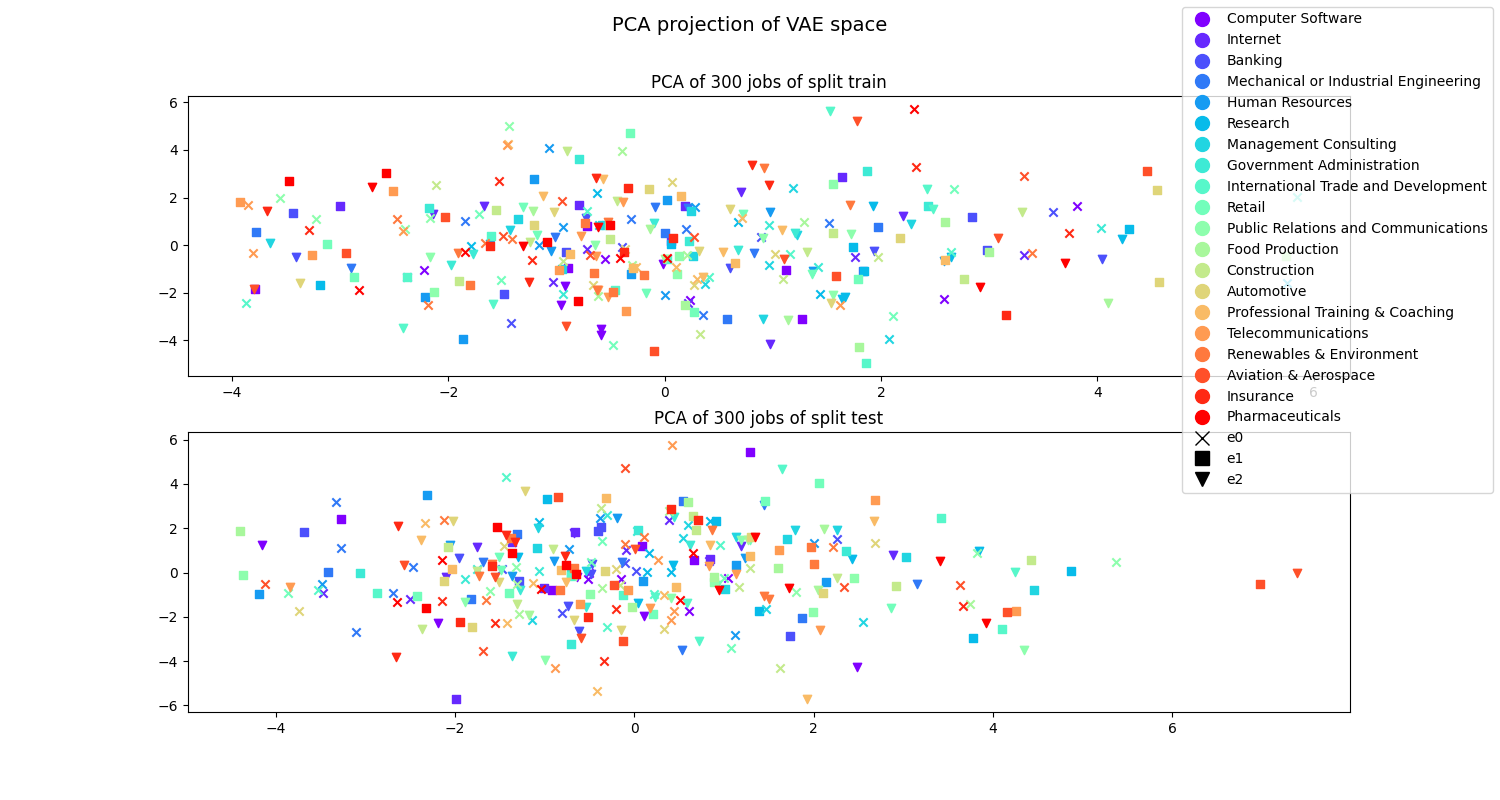 PCA projection of VAE space
PCA of 300 jobs of split train
6
4
2
0
−2
−4
−4
−2
0
2
4
6
PCA of 300 jobs of split test
6
4
2
0
−2
−4
−6
−4
−2
0
2
4
6
Computer Software
Internet
Banking
Mechanical or Industrial Engineering
Human Resources
Research
Management Consulting
Government Administration
International Trade and Development
Retail
Public Relations and Communications
Food Production
Construction
Automotive
Professional Training & Coaching
Telecommunications
Renewables & Environment
Aviation & Aerospace
Insurance
Pharmaceuticals
e0
e1
e2